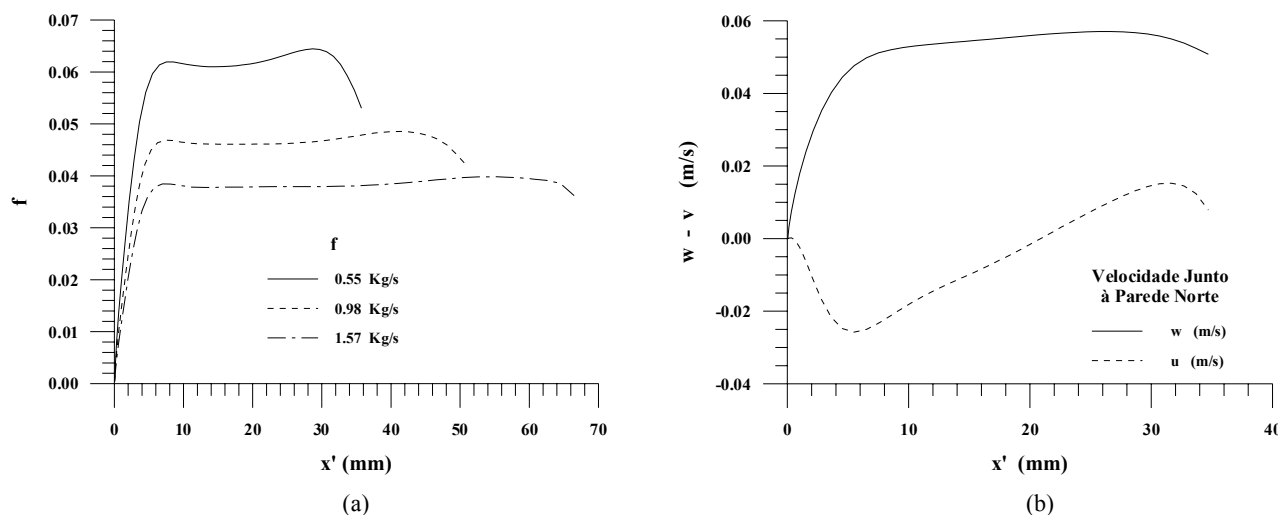 0.07
0.06
0.05
0.04
0.03
0.02
0.01
0.00
f
0 10 20 30 40 50 60 70
x' (mm)
f
0.55 Kg/s
0.98 Kg/s
1.57 Kg/s
(a)
0.06
0.04
0.02
0.00
-0.02
-0.04
w - v (m/s)
0 10 20 30 40
x' (mm)
Velocidade Junto
à Parede Norte
w (m/s)
u (m/s)
(b)